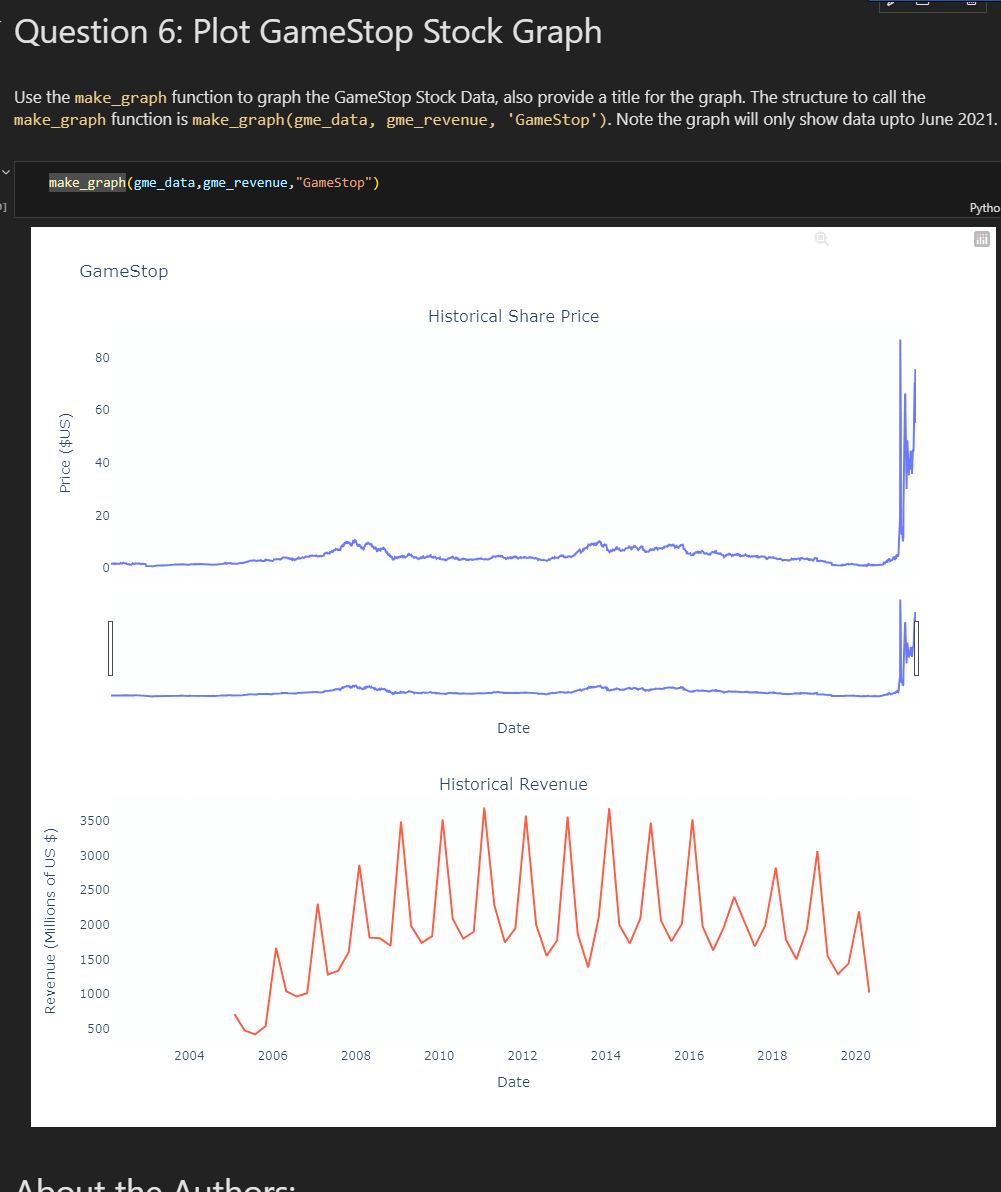 Question 6: Plot GameStop Stock Graph
Use the make_graph function to graph the GameStop Stock Data, also provide a title for the graph. The structure to call the
make_graph function is make_graph(gme_data, gme_revenue, 'GameStop'). Note the graph will only show data upto June 2021.
make_graph(gme_data,gme_revenue,"GameStop")
]
Pytho
GameStop
Historical Share Price
Price ($US)
80
60
40
20
0
Date
Historical Revenue
Revenue (Millions of US $)
3500
3000
2500
2000
1500
1000
500
2004 2006 2008 2010 2012 2014 2016 2018 2020
Date
About the Authors: